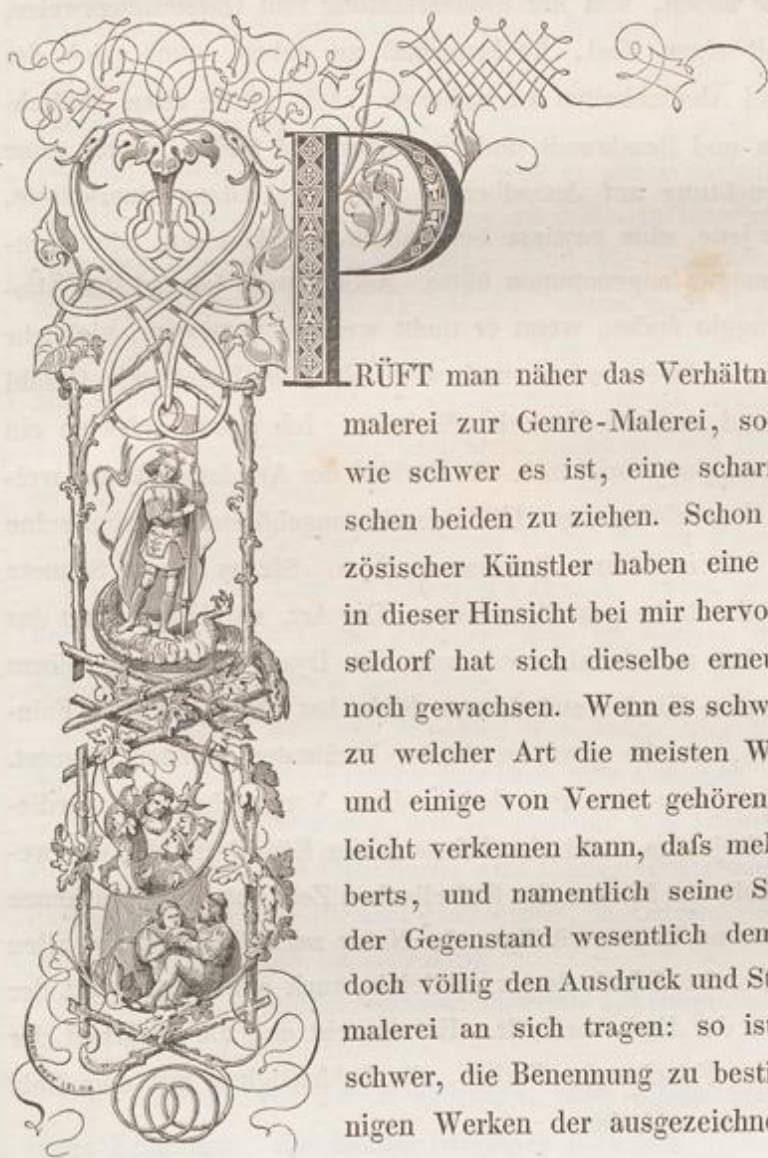 PRÜFT man näher das Verhältn
malerei zur Genre-Malerei, so
wie schwer es ist, eine schar
schen beiden zu ziehen. Schon
zösischer Künstler haben eine
in dieser Hinsicht bei mir hervo
seldorf hat sich dieselbe erneu
noch gewachsen. Wenn es schw
zu welcher Art die meisten W
und einige von Vernet gehören
leicht verkennen kann, daſs mel
berts, und namentlich seine S
der Gegenstand wesentlich dem
doch völlig den Ausdruck und St
malerei an sich tragen: so ist
schwer, die Benennung zu besti
nigen Werken der ausgezeichne